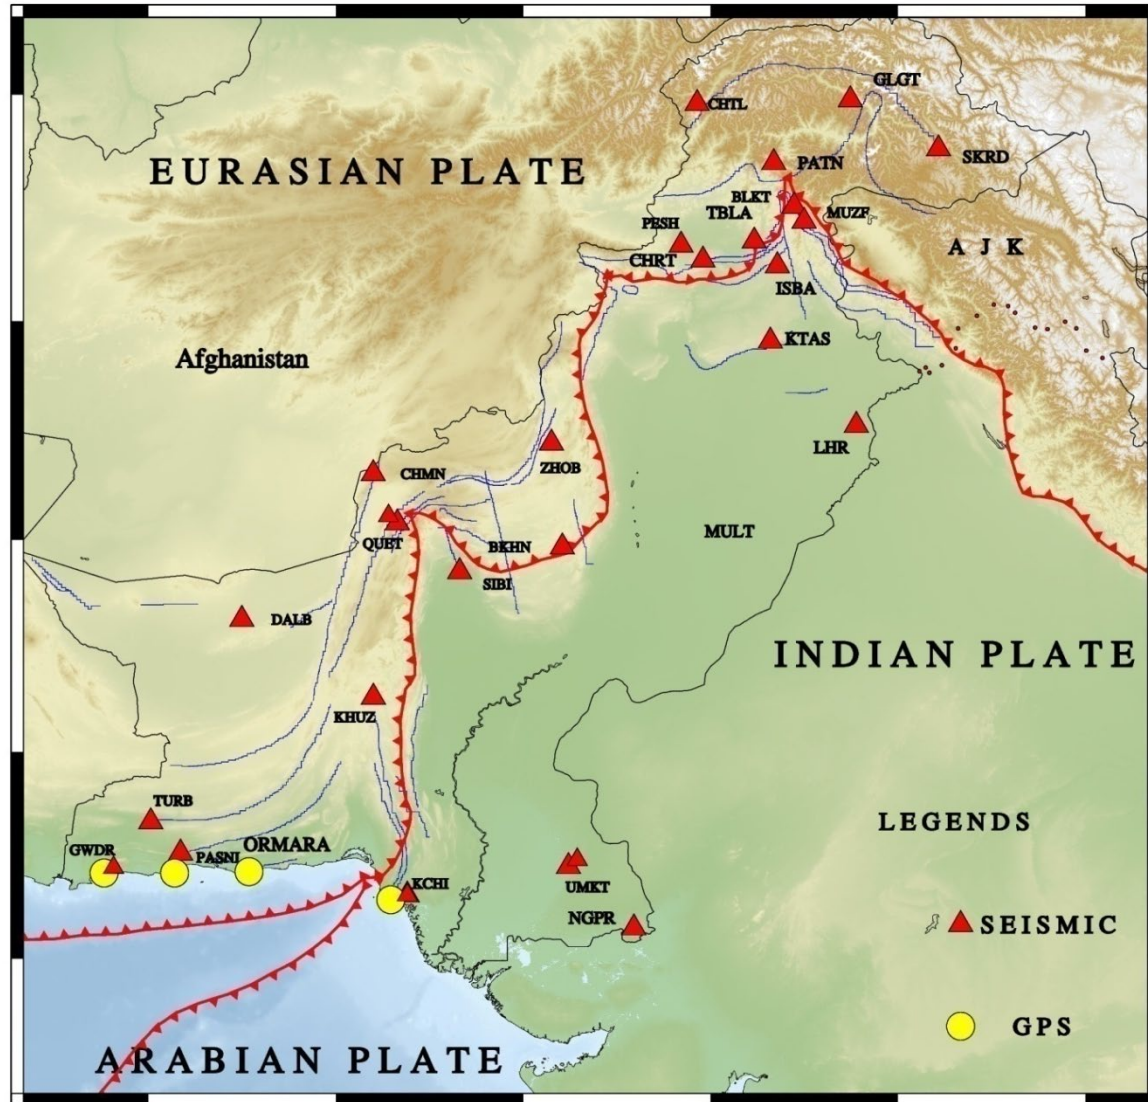 GLGT
CHTL
EURASIAN PLATE
PATN
SKRD
BLKT
TBLA
MUZF
PESH
AJK
CHRT
ISBA
KTAS
Afghanistan
LHR
ZHOB
CHMN
MULT
QUET
BKHN
SIBI
DALB
INDIAN PLATE
KHUZ
TURB
LEGENDS
ORMARA
GWDR
PASNI
KCHI
UMKT
NGPR
SEISMIC
GPS
ARABIAN PLATE